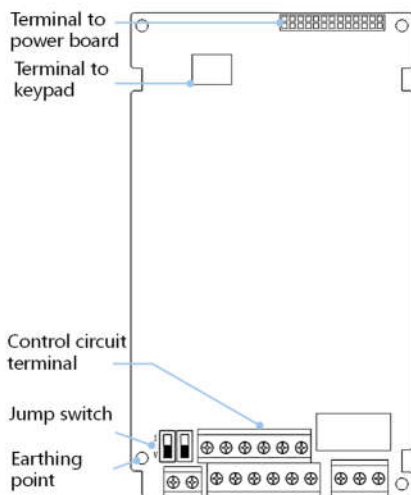 Terminal to
power board
Terminal to
keypad
Control circuit
terminal
Jump switch
Earthing
point